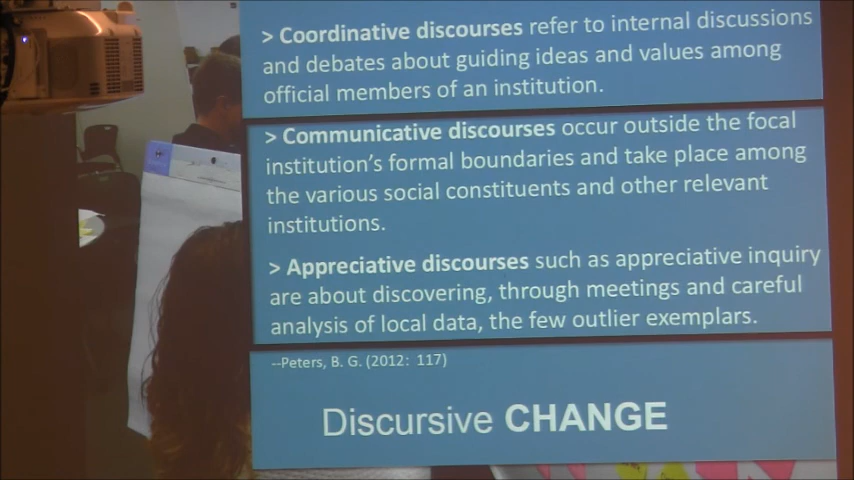 > Coordinative discourses refer to internal discussions
and debates about guiding ideas and values among
official members of an institution.
> Communicative discourses occur outside the focal
institution's formal boundaries and take place among
the various social constituents and other relevant
institutions.
> Appreciative discourses such as appreciative inquiry
are about discovering, through meetings and careful
analysis of local data, the few outlier exemplars.
--Peters, B. G. (2012: 117)
Discursive CHANGE